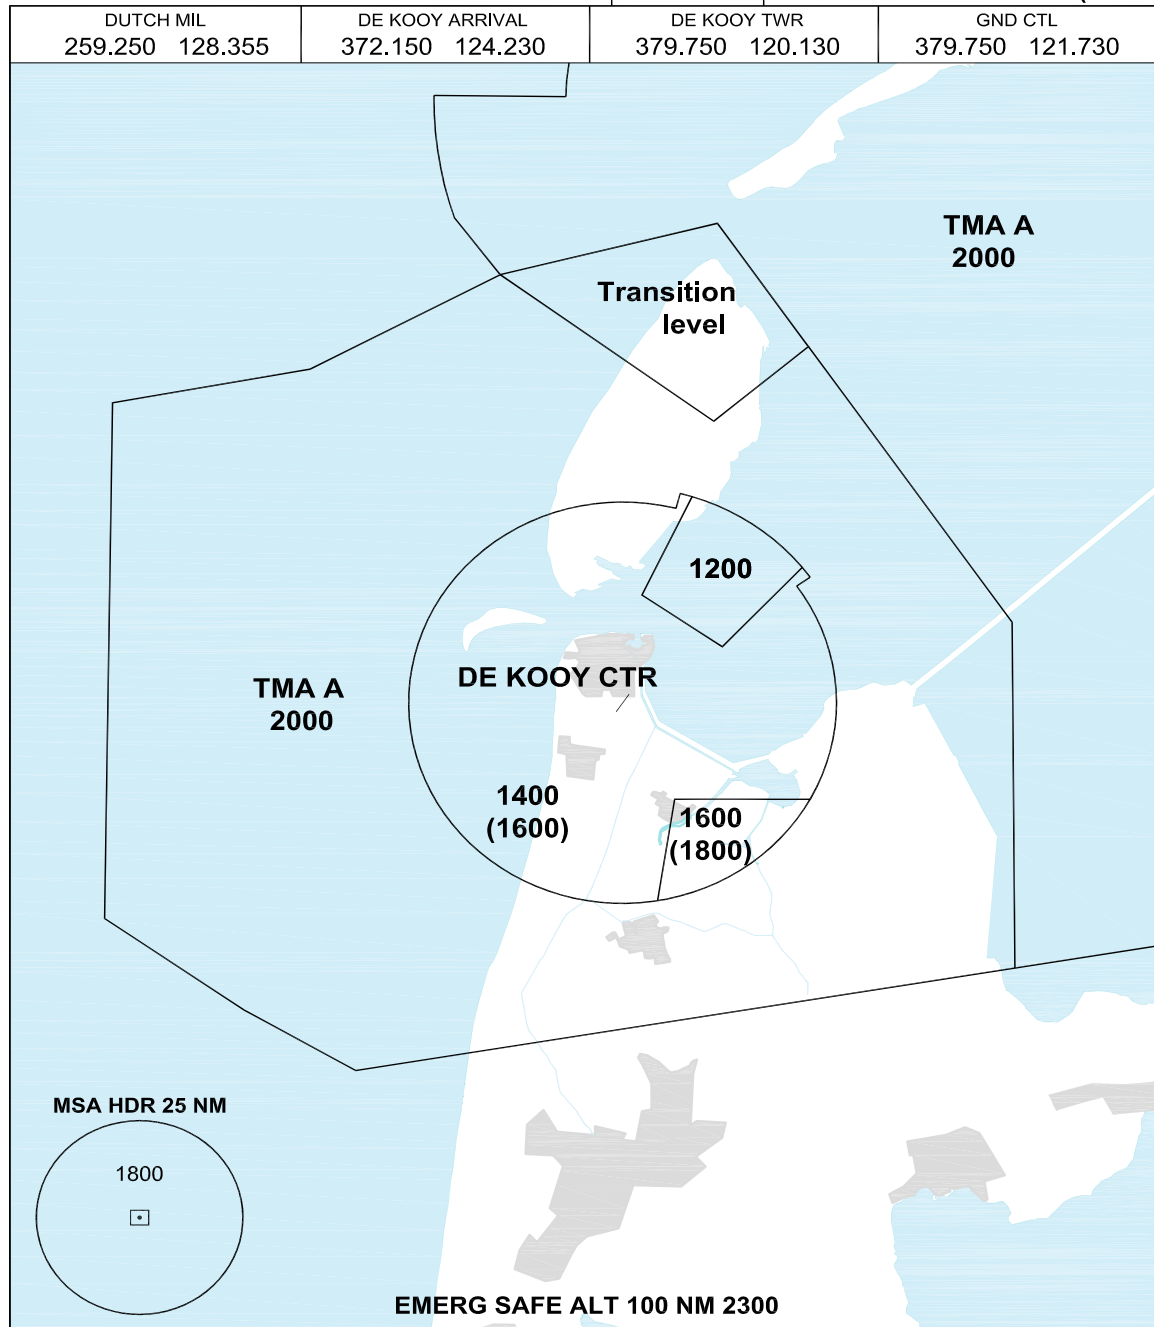 DUTCH MIL
259.250 128.355
DE KOOY ARRIVAL
372.150 124.230
DE KOOY TWR
379.750 120.130
GND CTL
379.750 121.730
TMA A
2000
Transition
level
1200
DE KOOY CTR
TMA A
2000
1400
(1600)
1600
(1800)
MSA HDR 25 NM
1800
EMERG SAFE ALT 100 NM 2300